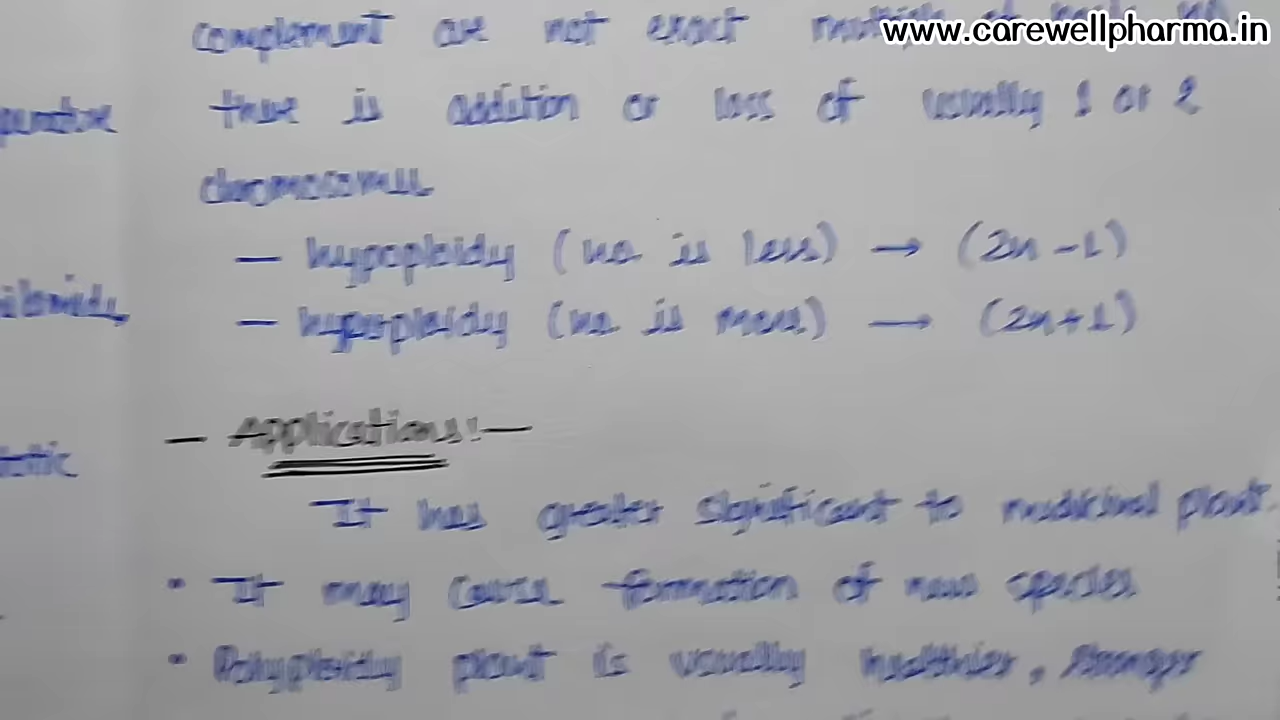 www.carewellpharma.in
complement are not exact
there is addition or loss of usually 1 or 2
chromosomes
— hypoploidy (no is less) → (2n - 1)
— hyperploidy (no is more) → (2n + 1)
— Applications:—
It has greater significant to medicinal plant.
• It may cause formation of new species
• Polyploidy plant is usually healthier, stronger